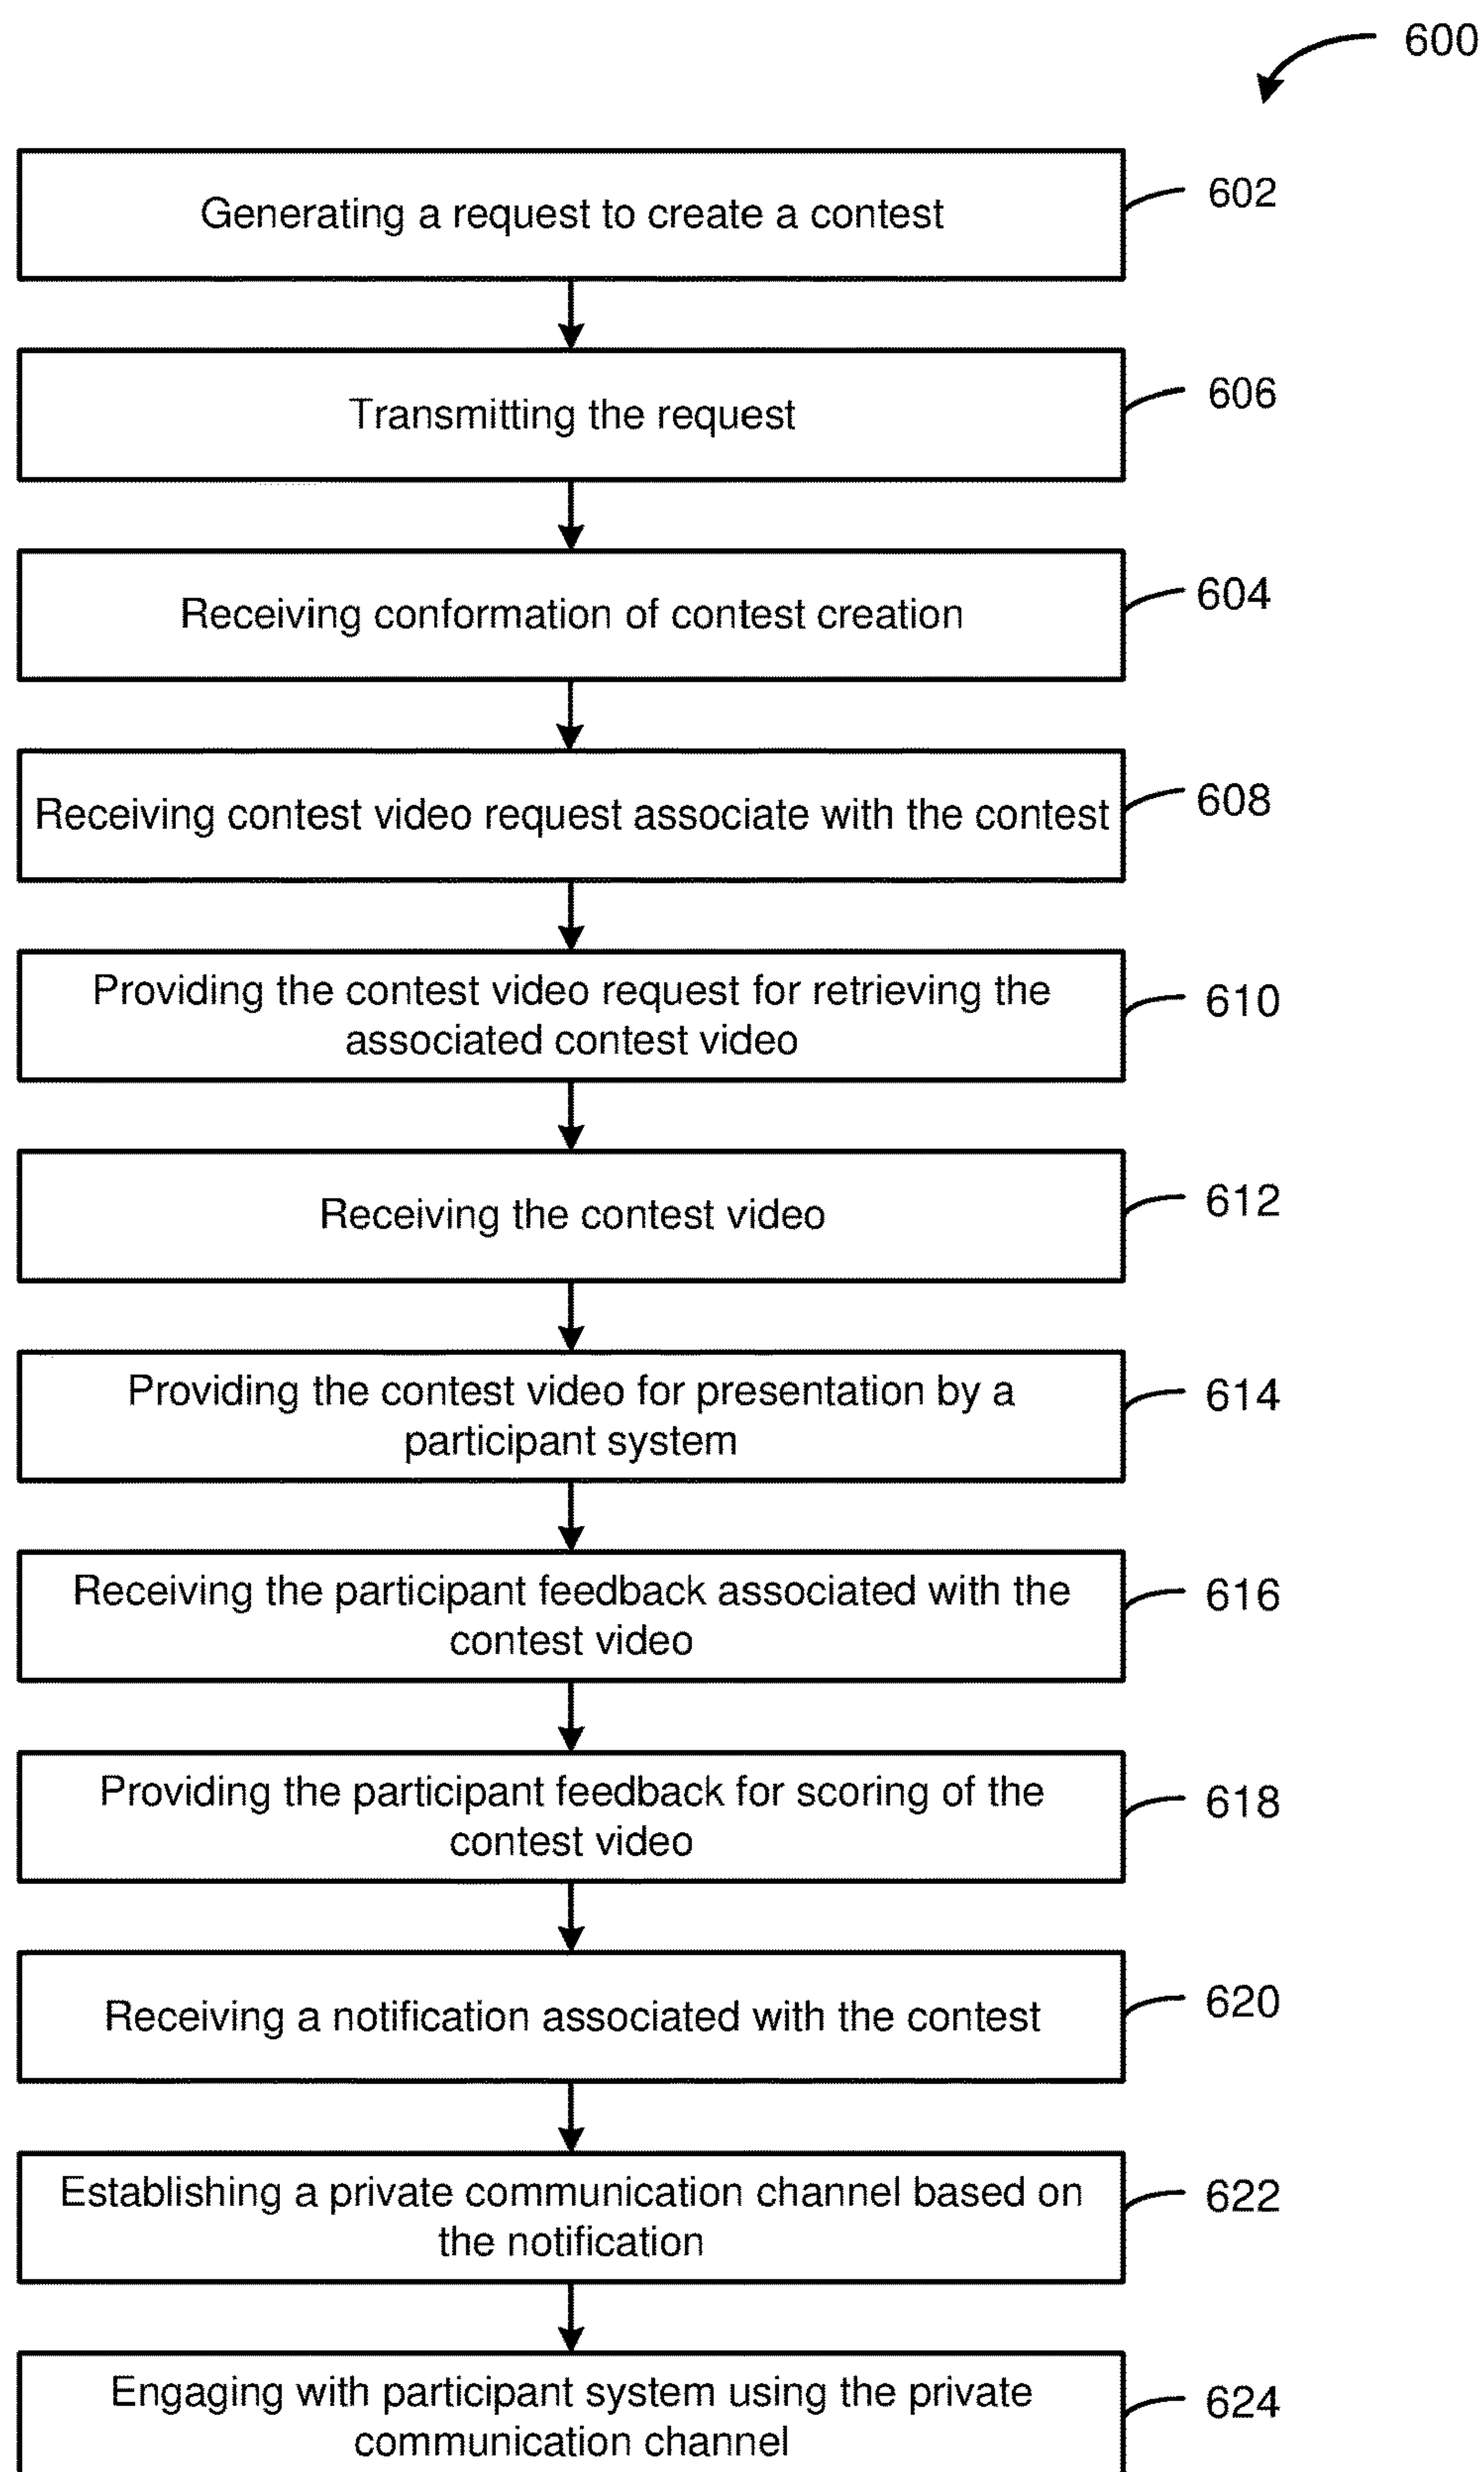 600
Generating a request to create a contest
602
Transmitting the request
606
Receiving conformation of contest creation
604
Receiving contest video request associate with the contest
608
Providing the contest video request for retrieving the
associated contest video
610
Receiving the contest video
612
Providing the contest video for presentation by a
participant system
614
Receiving the participant feedback associated with the
contest video
616
Providing the participant feedback for scoring of the
contest video
618
Receiving a notification associated with the contest
620
Establishing a private communication channel based on
the notification
622
Engaging with participant system using the private
communication channel
624